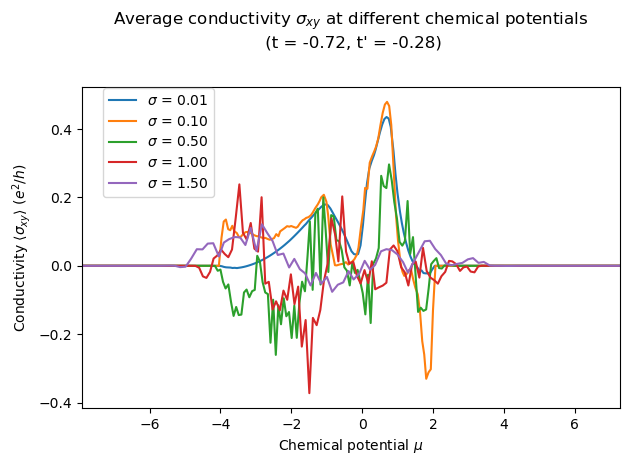 Average conductivity σxy at different chemical potentials
(t = -0.72, t' = -0.28)
Conductivity ⟨σxy⟩ (e²/h)
0.4
0.2
0.0
−0.2
−0.4
σ = 0.01
σ = 0.10
σ = 0.50
σ = 1.00
σ = 1.50
−6 −4 −2 0 2 4 6
Chemical potential μ